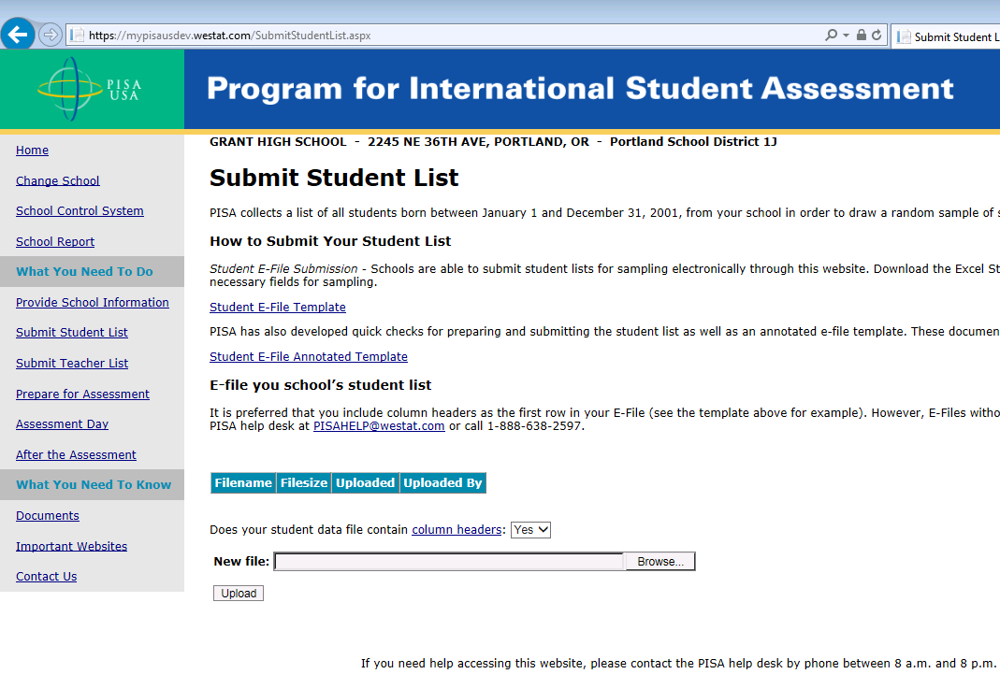 https://mypisausdev.westat.com/SubmitStudentList.aspx
Submit Student L
PISA
USA
Program for International Student Assessment
GRANT HIGH SCHOOL - 2245 NE 36TH AVE, PORTLAND, OR - Portland School District 1J
Home
Change School
School Control System
School Report
What You Need To Do
Provide School Information
Submit Student List
Submit Teacher List
Prepare for Assessment
Assessment Day
After the Assessment
What You Need To Know
Documents
Important Websites
Contact Us
Submit Student List
PISA collects a list of all students born between January 1 and December 31, 2001, from your school in order to draw a random sample of s
How to Submit Your Student List
Student E-File Submission - Schools are able to submit student lists for sampling electronically through this website. Download the Excel St
necessary fields for sampling.
Student E-File Template
PISA has also developed quick checks for preparing and submitting the student list as well as an annotated e-file template. These documen
Student E-File Annotated Template
E-file you school’s student list
It is preferred that you include column headers as the first row in your E-File (see the template above for example). However, E-Files witho
PISA help desk at PISAHELP@westat.com or call 1-888-638-2597.
Filename Filesize Uploaded Uploaded By
Does your student data file contain column headers: Yes
New file: Browse...
Upload
If you need help accessing this website, please contact the PISA help desk by phone between 8 a.m. and 8 p.m.